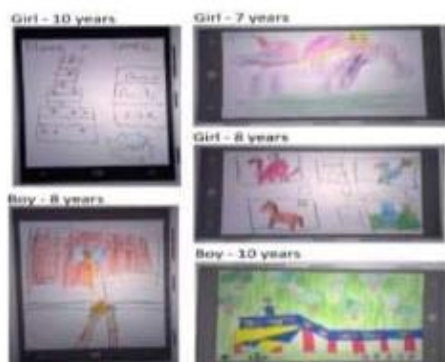 Girl - 10 years
Girl - 7 years
Girl - 8 years
Boy - 8 years
Boy - 10 years